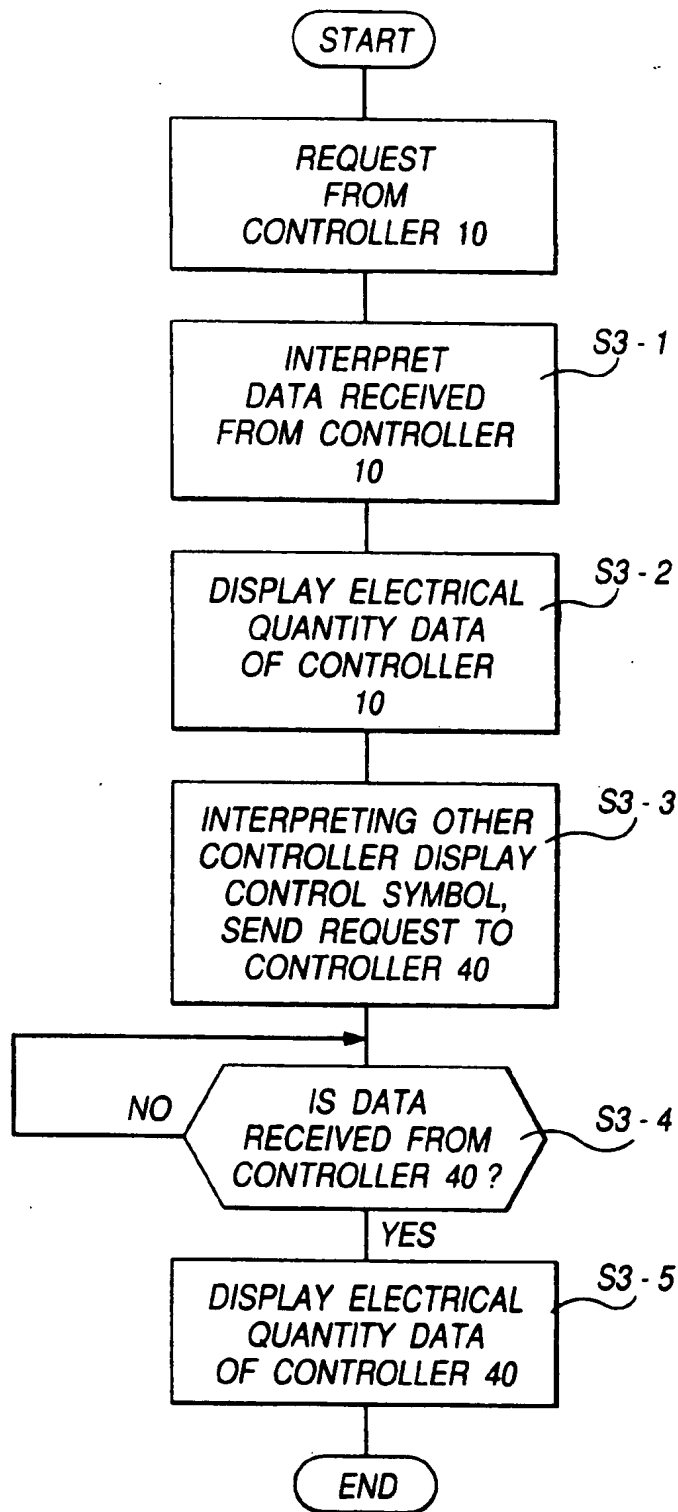 START
REQUEST
FROM
CONTROLLER 10
S3-1
INTERPRET
DATA RECEIVED
FROM CONTROLLER
10
S3-2
DISPLAY ELECTRICAL
QUANTITY DATA
OF CONTROLLER
10
S3-3
INTERPRETING OTHER
CONTROLLER DISPLAY
CONTROL SYMBOL,
SEND REQUEST TO
CONTROLLER 40
NO
IS DATA
RECEIVED FROM
CONTROLLER 40 ?
S3-4
YES
S3-5
DISPLAY ELECTRICAL
QUANTITY DATA
OF CONTROLLER 40
END